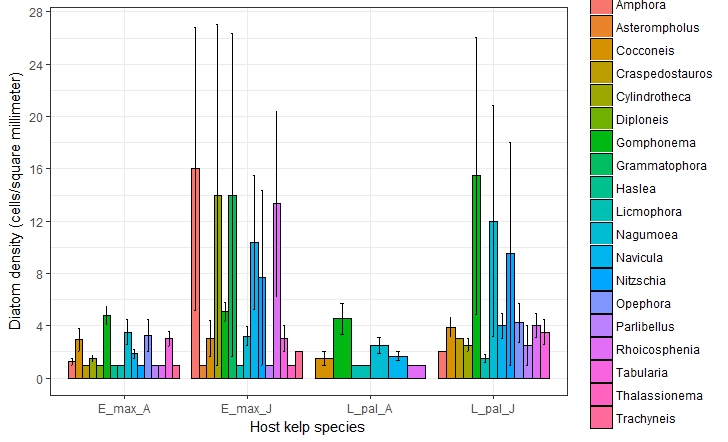 Diatom density (cells/square millimeter)
28
24
20
16
12
8
4
0
E_max_A E_max_J L_pal_A L_pal_J
Host kelp species
Amphora
Asterompholus
Cocconeis
Craspedostauros
Cylindrotheca
Diploneis
Gomphonema
Grammatophora
Haslea
Licmophora
Nagumoea
Navicula
Nitzschia
Opephora
Parlibellus
Rhoicosphenia
Tabularia
Thalassionema
Trachyneis